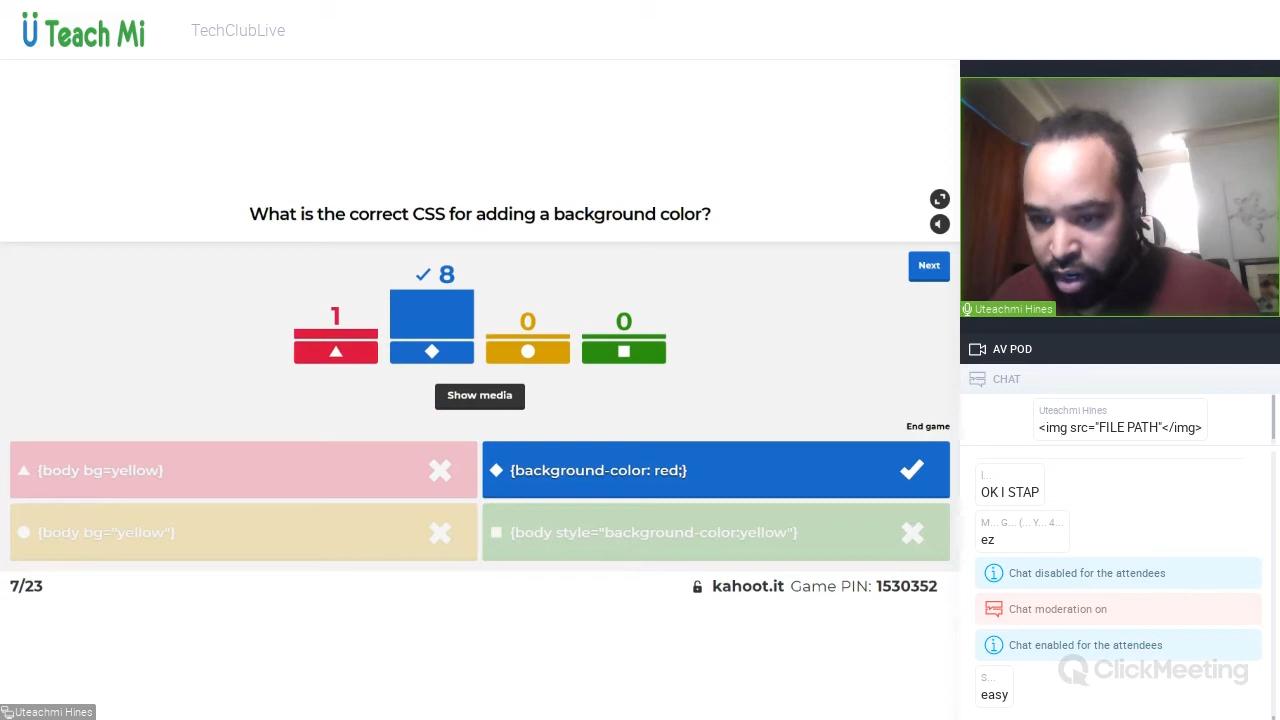 Ü Teach Mi
TechClubLive
What is the correct CSS for adding a background color?
Next
1
8
0
0
Show media
End game
{body bg=yellow}
{background-color: red;}
{body bg="yellow"}
{body style="background-color:yellow"}
7/23
kahoot.it Game PIN: 1530352
Uteachmi Hines
Uteachmi Hines
AV POD
CHAT
Uteachmi Hines
<img src="FILE PATH"</img>
I...
OK I STAP
M... G... (... Y... 4...
ez
Chat disabled for the attendees
Chat moderation on
Chat enabled for the attendees
ClickMeeting
S...
easy